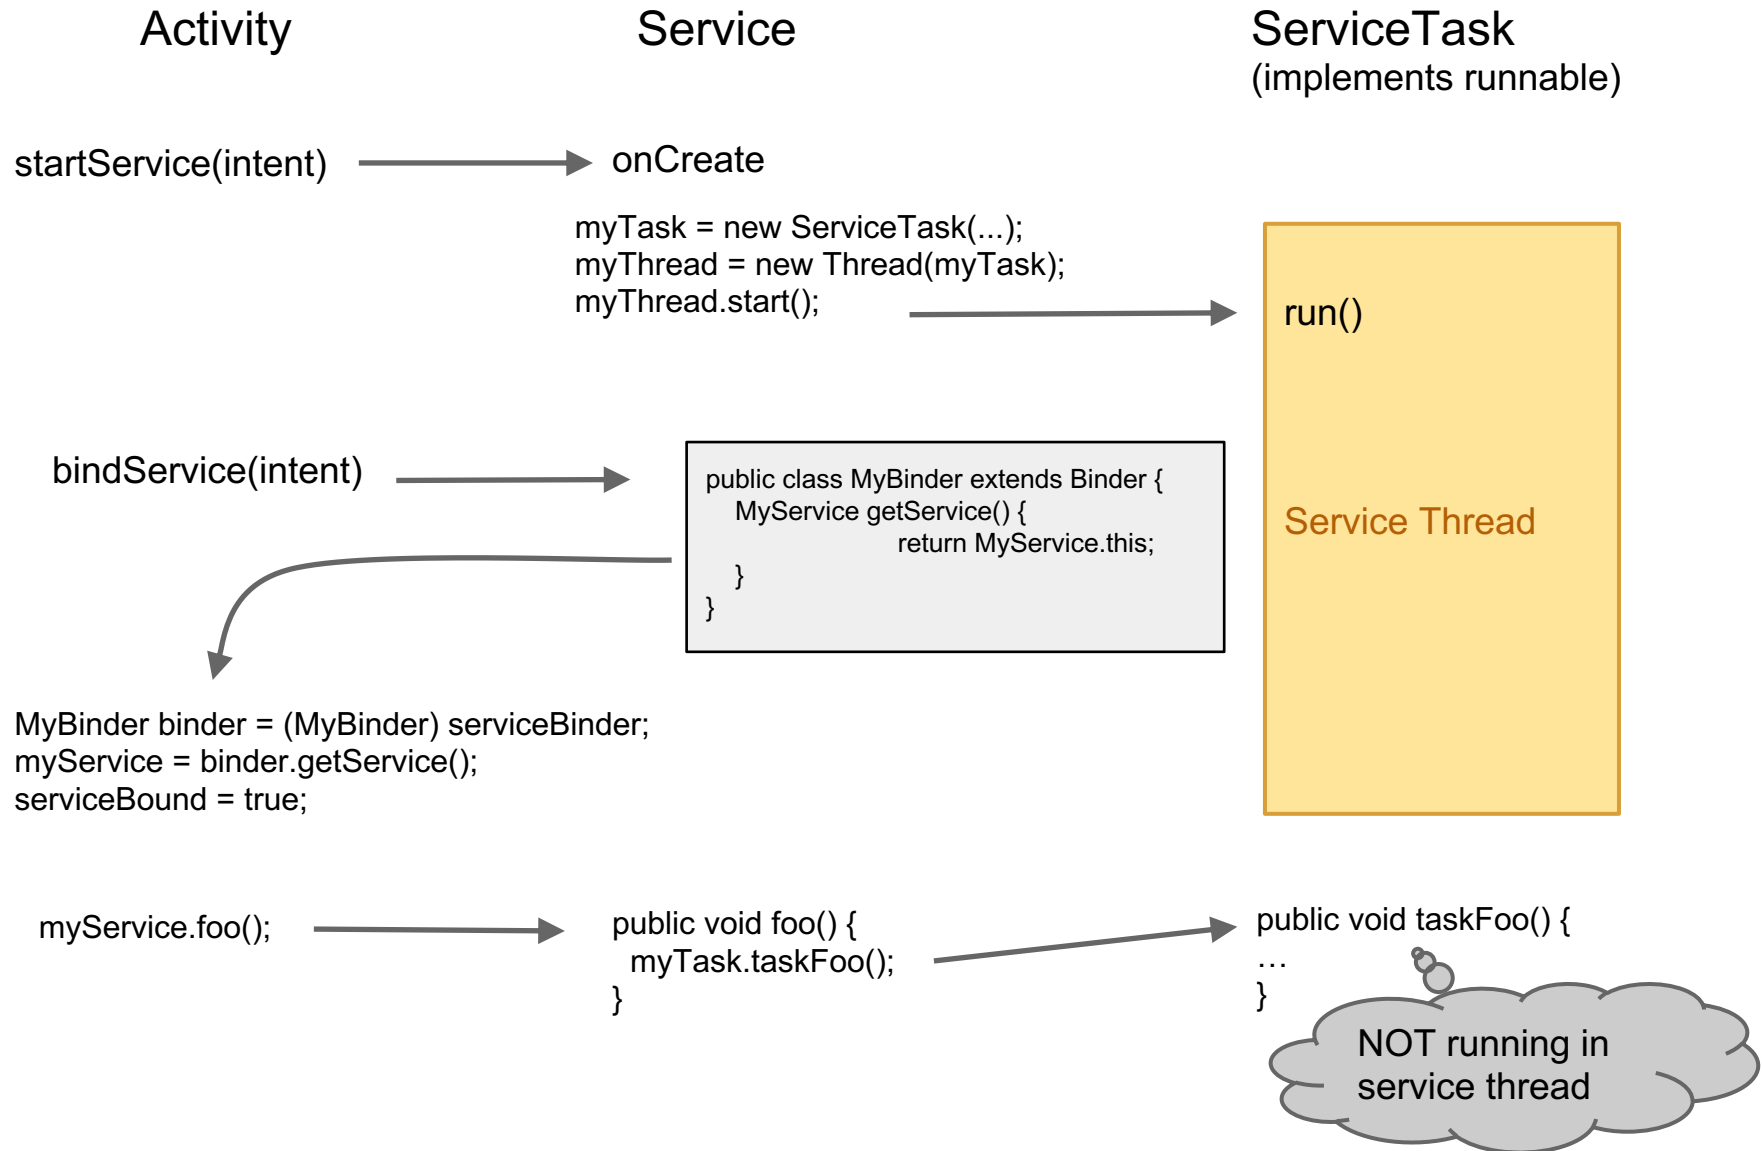 Activity
Service
ServiceTask
(implements runnable)
startService(intent)
onCreate
myTask = new ServiceTask(...);
myThread = new Thread(myTask);
myThread.start();
run()
bindService(intent)
public class MyBinder extends Binder {
MyService getService() {
return MyService.this;
}
}
Service Thread
MyBinder binder = (MyBinder) serviceBinder;
myService = binder.getService();
serviceBound = true;
myService.foo();
public void foo() {
myTask.taskFoo();
}
public void taskFoo() {
…
}
NOT running in
service thread